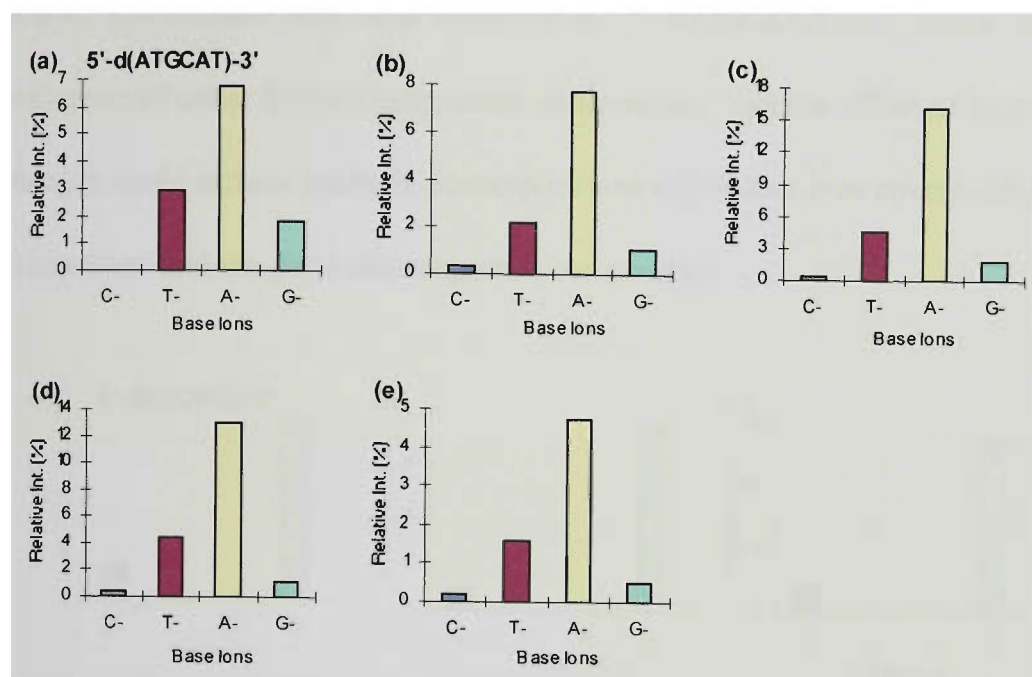 (a) 5'-d(ATGCAT)-3'
7
6
5
4
3
2
1
0
Relative Int. (%)
C- T- A- G-
Base Ions
(b)
8
6
4
2
0
Relative Int. (%)
C- T- A- G-
Base Ions
(c)
18
15
12
9
6
3
0
Relative Int. (%)
C- T- A- G-
Base Ions
(d)
14
12
10
8
6
4
2
0
Relative Int. (%)
C- T- A- G-
Base Ions
(e)
5
4
3
2
1
0
Relative Int. (%)
C- T- A- G-
Base Ions